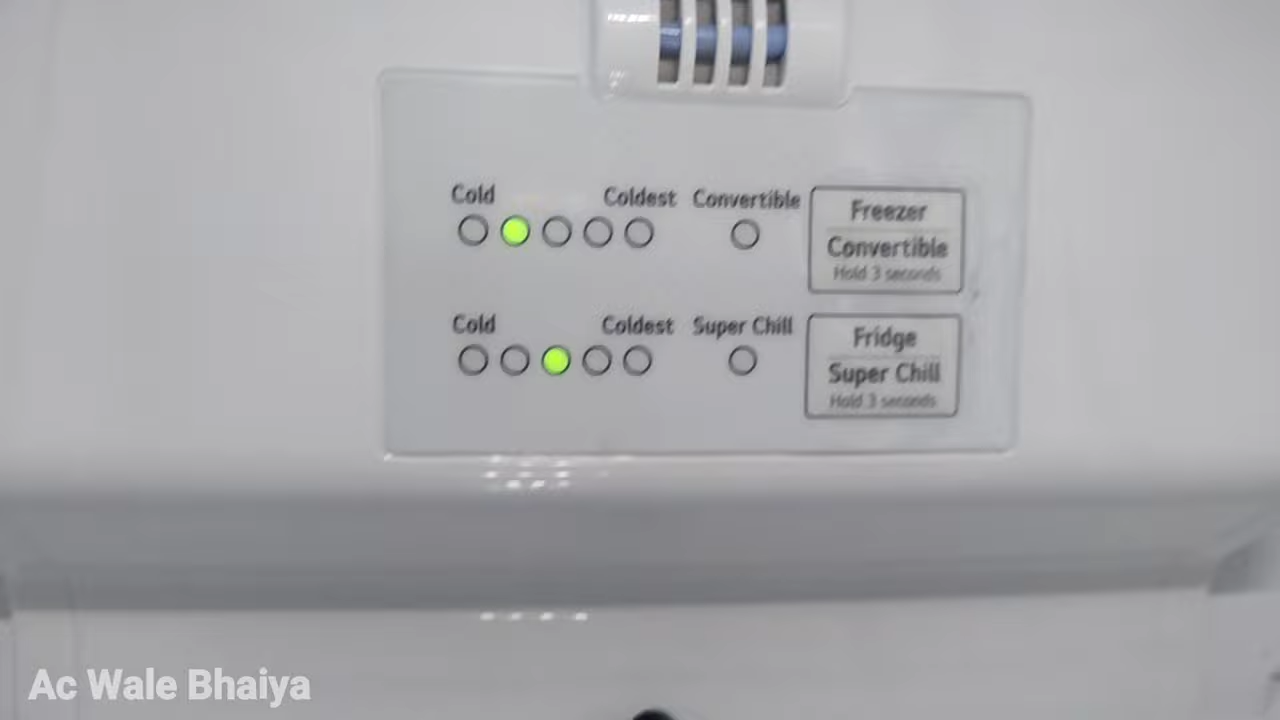 Cold Coldest Convertible
Freezer
Convertible
Hold 3 seconds
Cold Coldest Super Chill
Fridge
Super Chill
Hold 3 seconds
Ac Wale Bhaiya